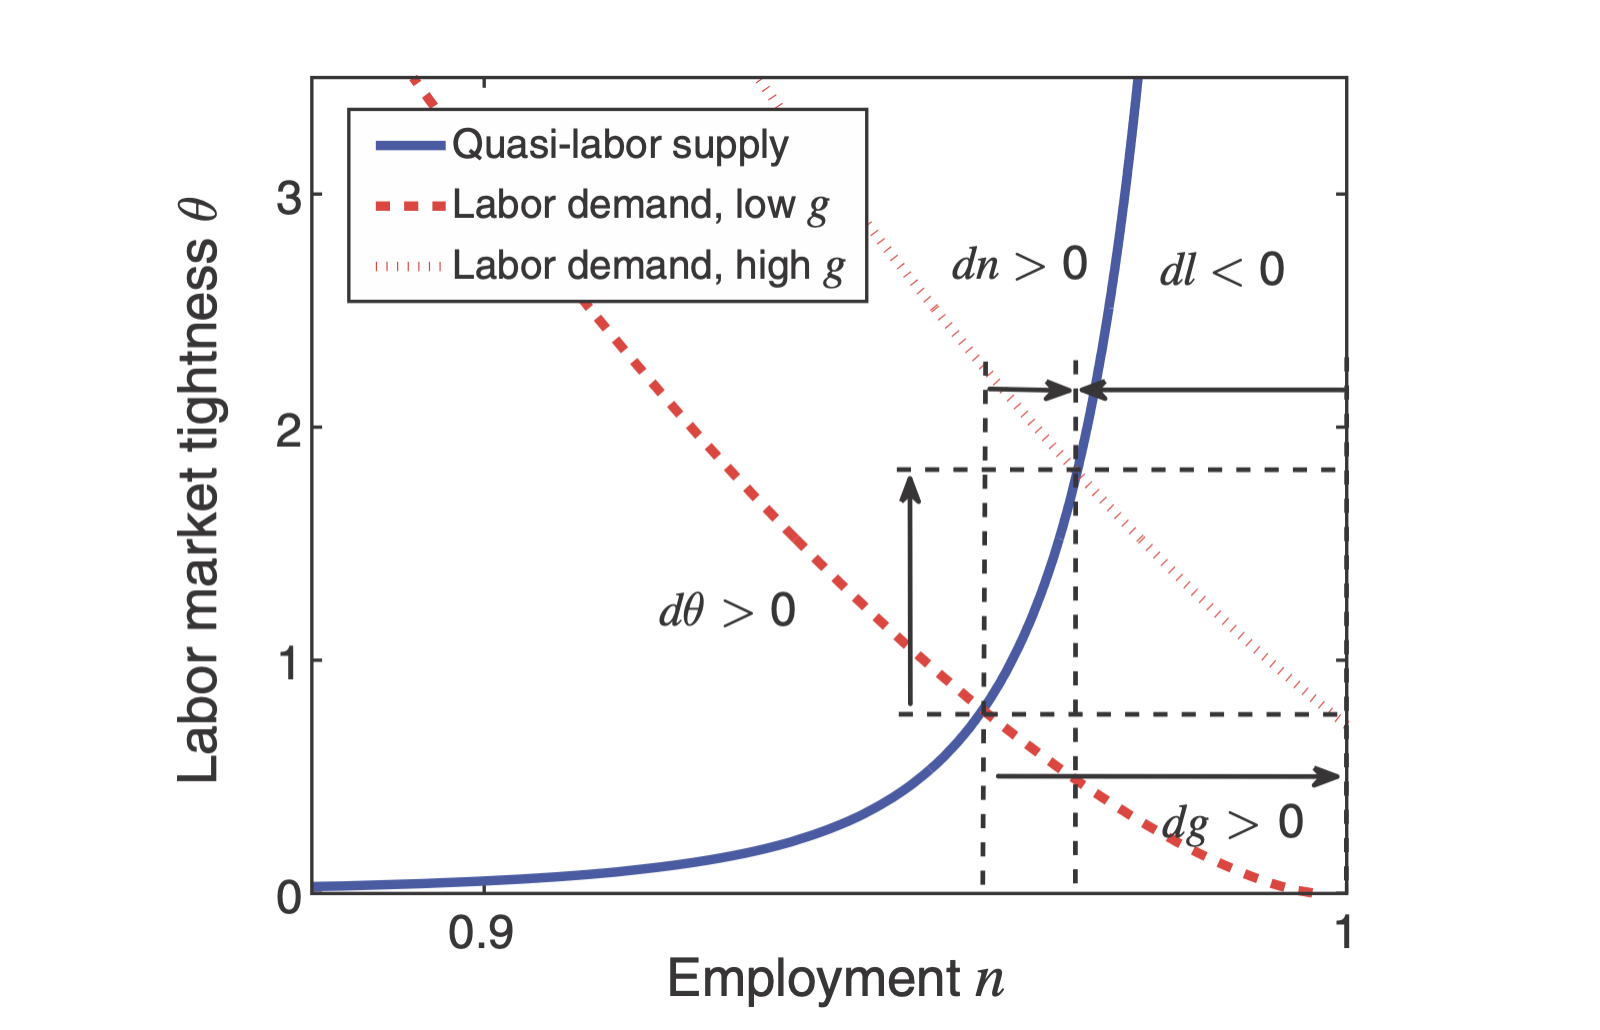 Quasi-labor supply
Labor demand, low g
Labor demand, high g
Labor market tightness θ
3
2
1
0
dn > 0
dl < 0
dθ > 0
dg > 0
0.9
1
Employment n